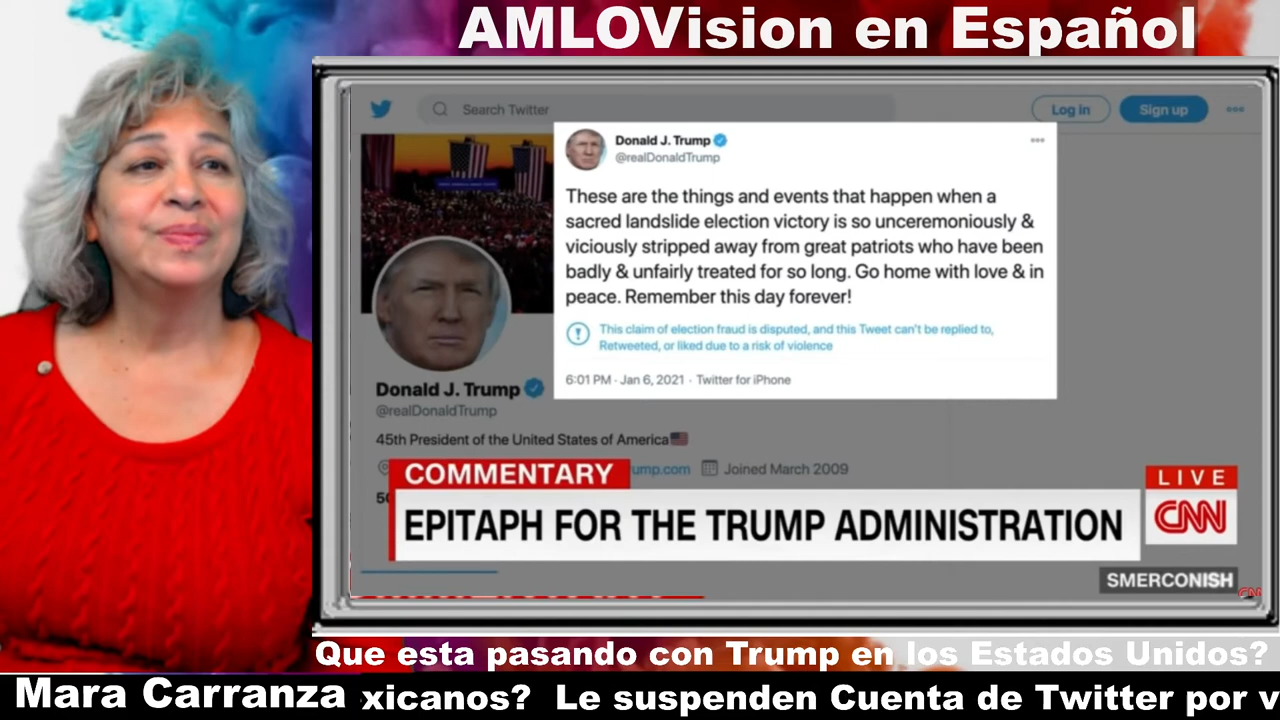 AMLOVision en Español
Search Twitter
Log in
Sign up
Donald J. Trump
@realDonaldTrump
These are the things and events that happen when a
sacred landslide election victory is so unceremoniously &
viciously stripped away from great patriots who have been
badly & unfairly treated for so long. Go home with love & in
peace. Remember this day forever!
This claim of election fraud is disputed, and this Tweet can't be replied to,
Retweeted, or liked due to a risk of violence
6:01 PM · Jan 6, 2021 · Twitter for iPhone
Donald J. Trump
@realDonaldTrump
45th President of the United States of America
ump.com Joined March 2009
COMMENTARY
EPITAPH FOR THE TRUMP ADMINISTRATION
LIVE
CNN
SMERCONISH
CNN
Que esta pasando con Trump en los Estados Unidos?
Mara Carranza
xicanos? Le suspenden Cuenta de Twitter por v